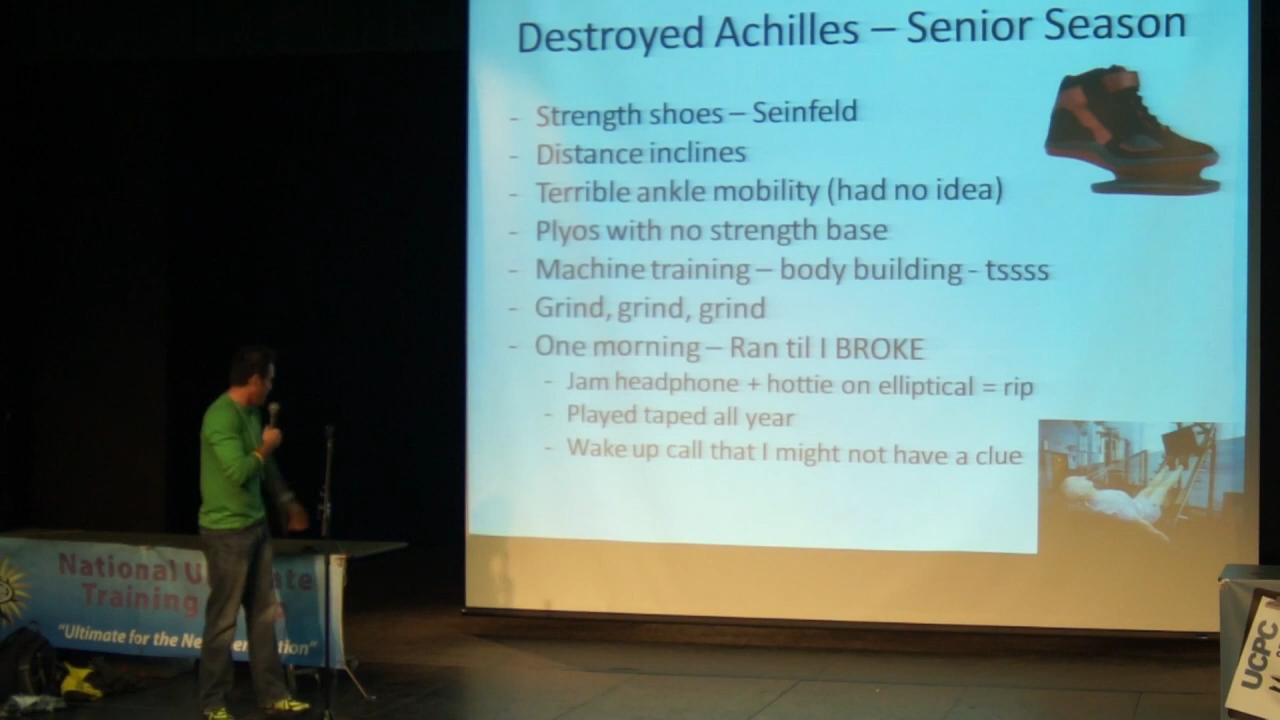 Destroyed Achilles – Senior Season
- Strength shoes – Seinfeld
- Distance inclines
- Terrible ankle mobility (had no idea)
- Plyos with no strength base
- Machine training – body building - tssss
- Grind, grind, grind
- One morning – Ran til I BROKE
- Jam headphone + hottie on elliptical = rip
- Played taped all year
- Wake up call that I might not have a clue
National
Training
"Ultimate for the
UCPC